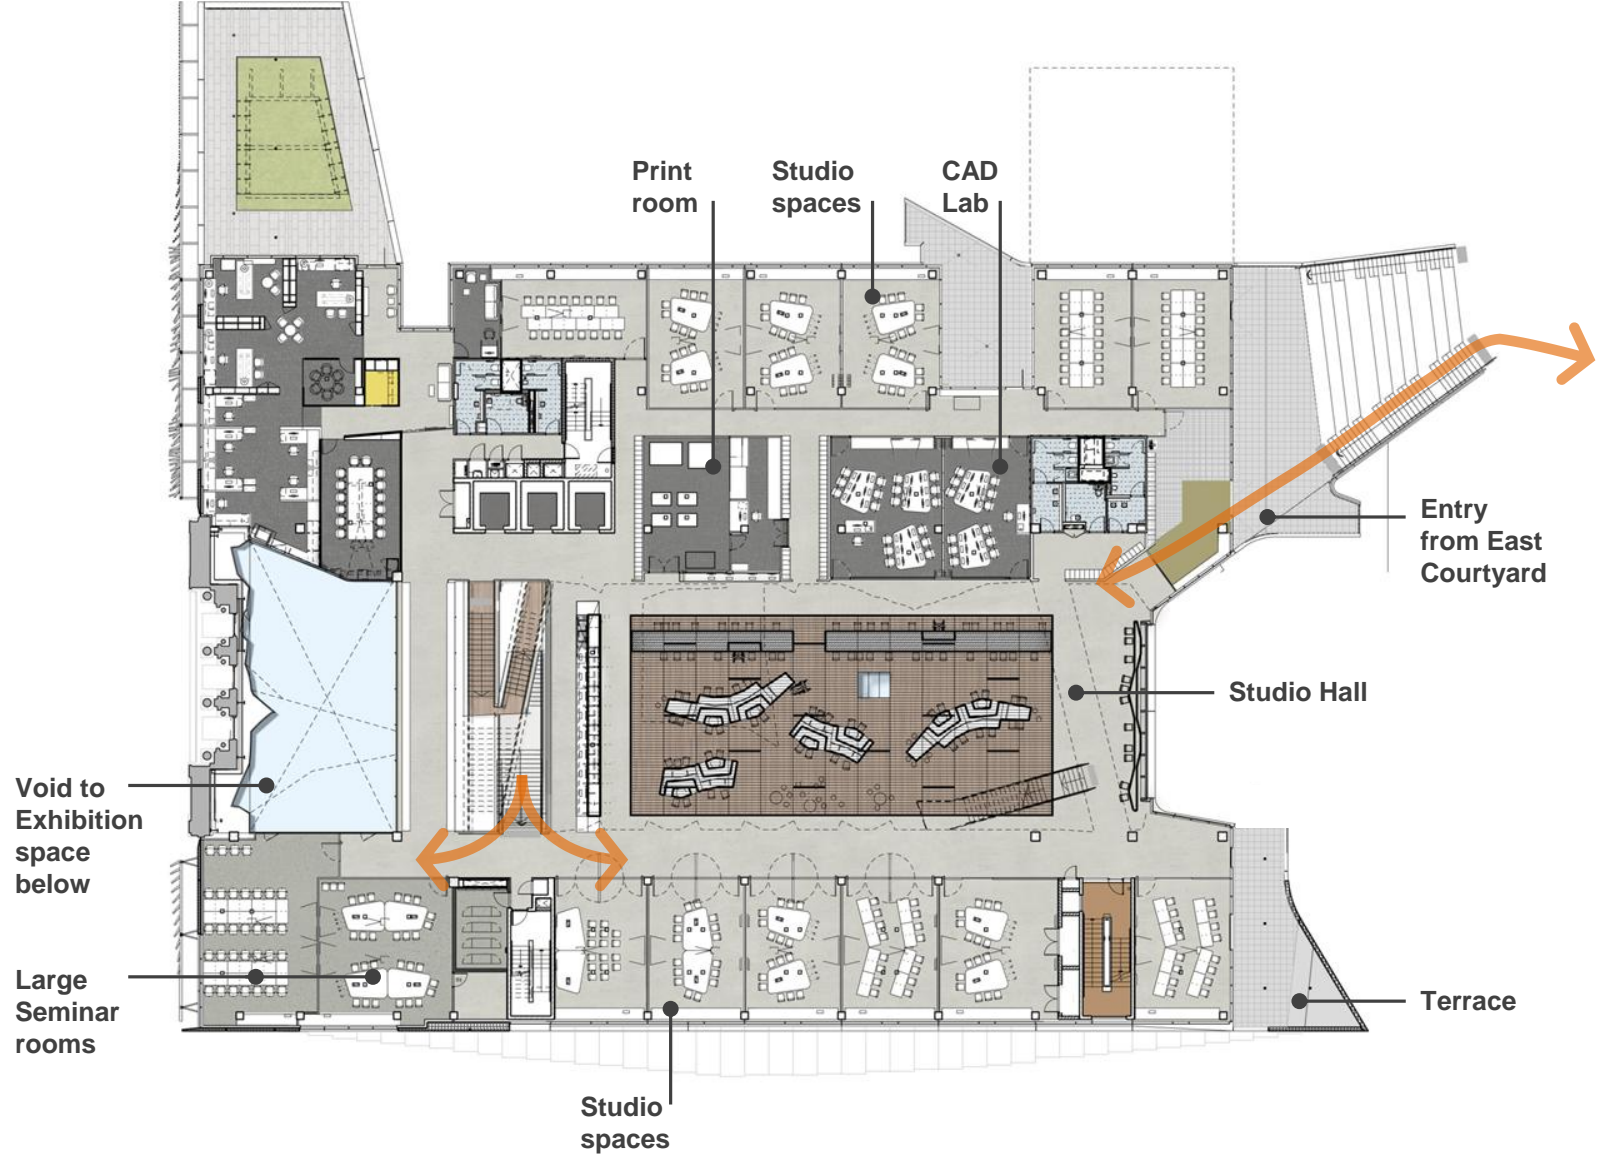 Print
room
Studio
spaces
CAD
Lab
Entry
from East
Courtyard
Studio Hall
Void to
Exhibition
space
below
Large
Seminar
rooms
Terrace
Studio
spaces